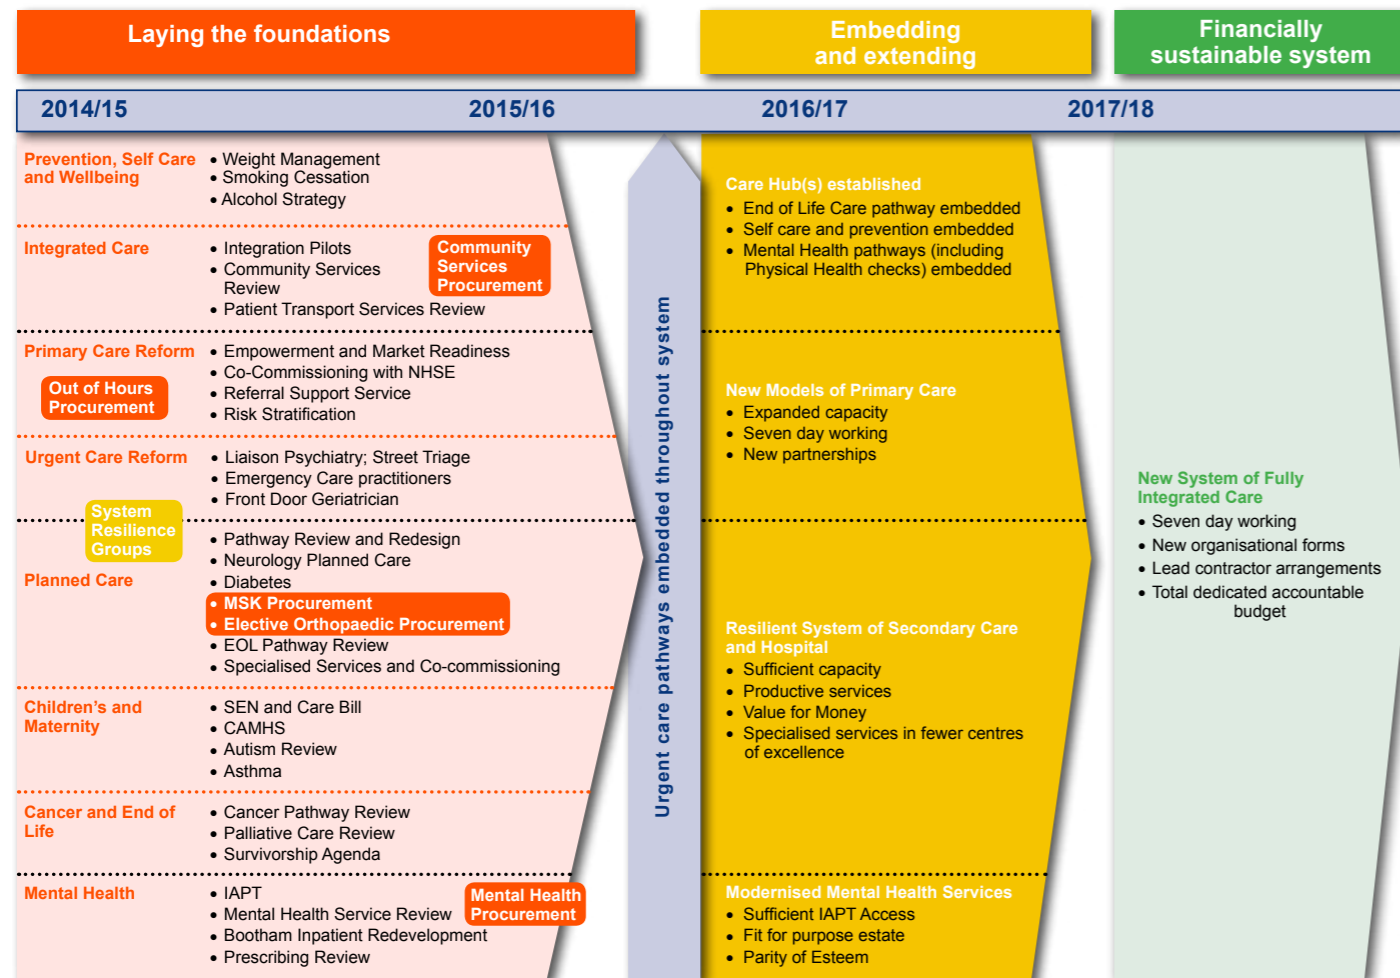 Laying the foundations
Embedding
and extending
Financially
sustainable system
2014/15
2015/16
2016/17
2017/18
Prevention, Self Care
and Wellbeing
• Weight Management
• Smoking Cessation
• Alcohol Strategy
Integrated Care
• Integration Pilots
• Community Services
Review
• Patient Transport Services Review
Community
Services
Procurement
Primary Care Reform
Out of Hours
Procurement
• Empowerment and Market Readiness
• Co-Commissioning with NHSE
• Referral Support Service
• Risk Stratification
Urgent Care Reform
• Liaison Psychiatry; Street Triage
• Emergency Care practitioners
• Front Door Geriatrician
System
Resilience
Groups
Planned Care
• Pathway Review and Redesign
• Neurology Planned Care
• Diabetes
• MSK Procurement
• Elective Orthopaedic Procurement
• EOL Pathway Review
• Specialised Services and Co-commissioning
Children's and
Maternity
• SEN and Care Bill
• CAMHS
• Autism Review
• Asthma
Cancer and End of
Life
• Cancer Pathway Review
• Palliative Care Review
• Survivorship Agenda
Mental Health
• IAPT
• Mental Health Service Review
• Bootham Inpatient Redevelopment
• Prescribing Review
Mental Health
Procurement
Urgent care pathways embedded throughout system
Care Hub(s) established
• End of Life Care pathway embedded
• Self care and prevention embedded
• Mental Health pathways (including
Physical Health checks) embedded
New Models of Primary Care
• Expanded capacity
• Seven day working
• New partnerships
Resilient System of Secondary Care
and Hospital
• Sufficient capacity
• Productive services
• Value for Money
• Specialised services in fewer centres
of excellence
Modernised Mental Health Services
• Sufficient IAPT Access
• Fit for purpose estate
• Parity of Esteem
New System of Fully
Integrated Care
• Seven day working
• New organisational forms
• Lead contractor arrangements
• Total dedicated accountable
budget